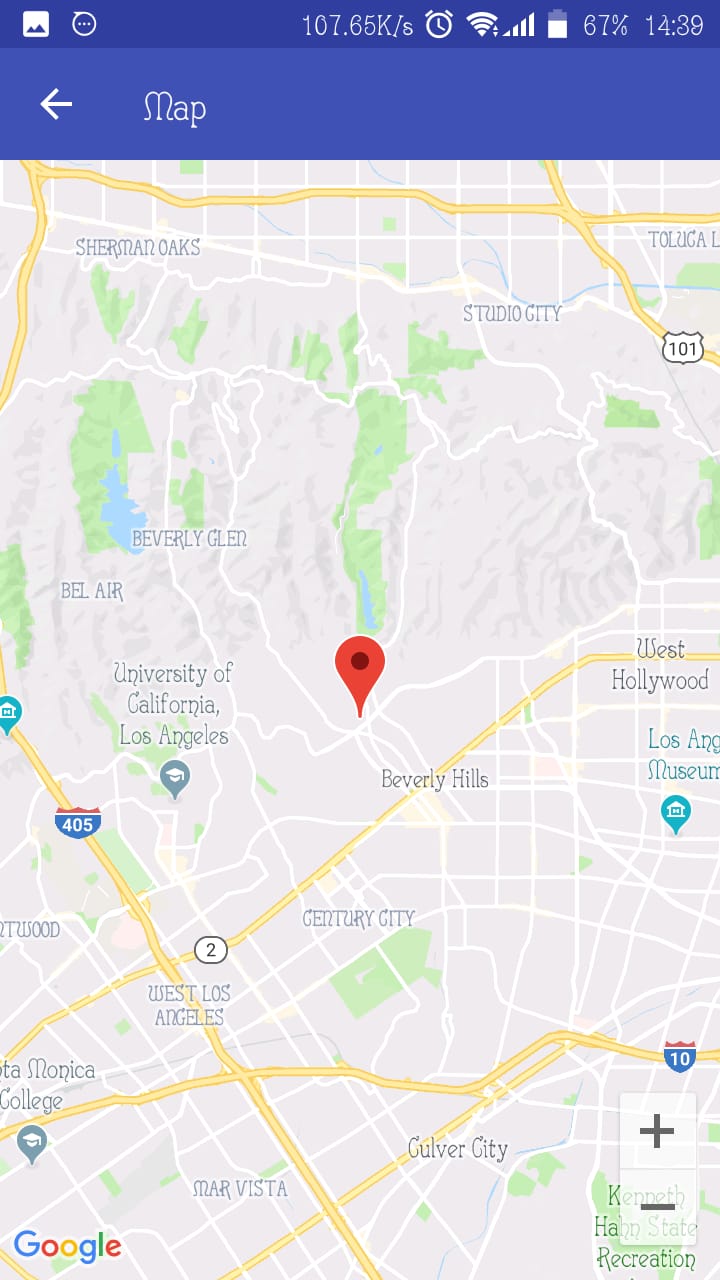 107.65K/s 67% 14:39
Map
SHERMAN OAKS
TOLUCA L
STUDIO CITY
101
BEVERLY GLEN
BEL AIR
West
Hollywood
University of
California,
Los Angeles
Los Ang
Museum
Beverly Hills
405
CENTURY CITY
NTWOOD
2
WEST LOS
ANGELES
10
ta Monica
College
Culver City
MAR VISTA
Kenneth
Hahn State
Recreation
Google